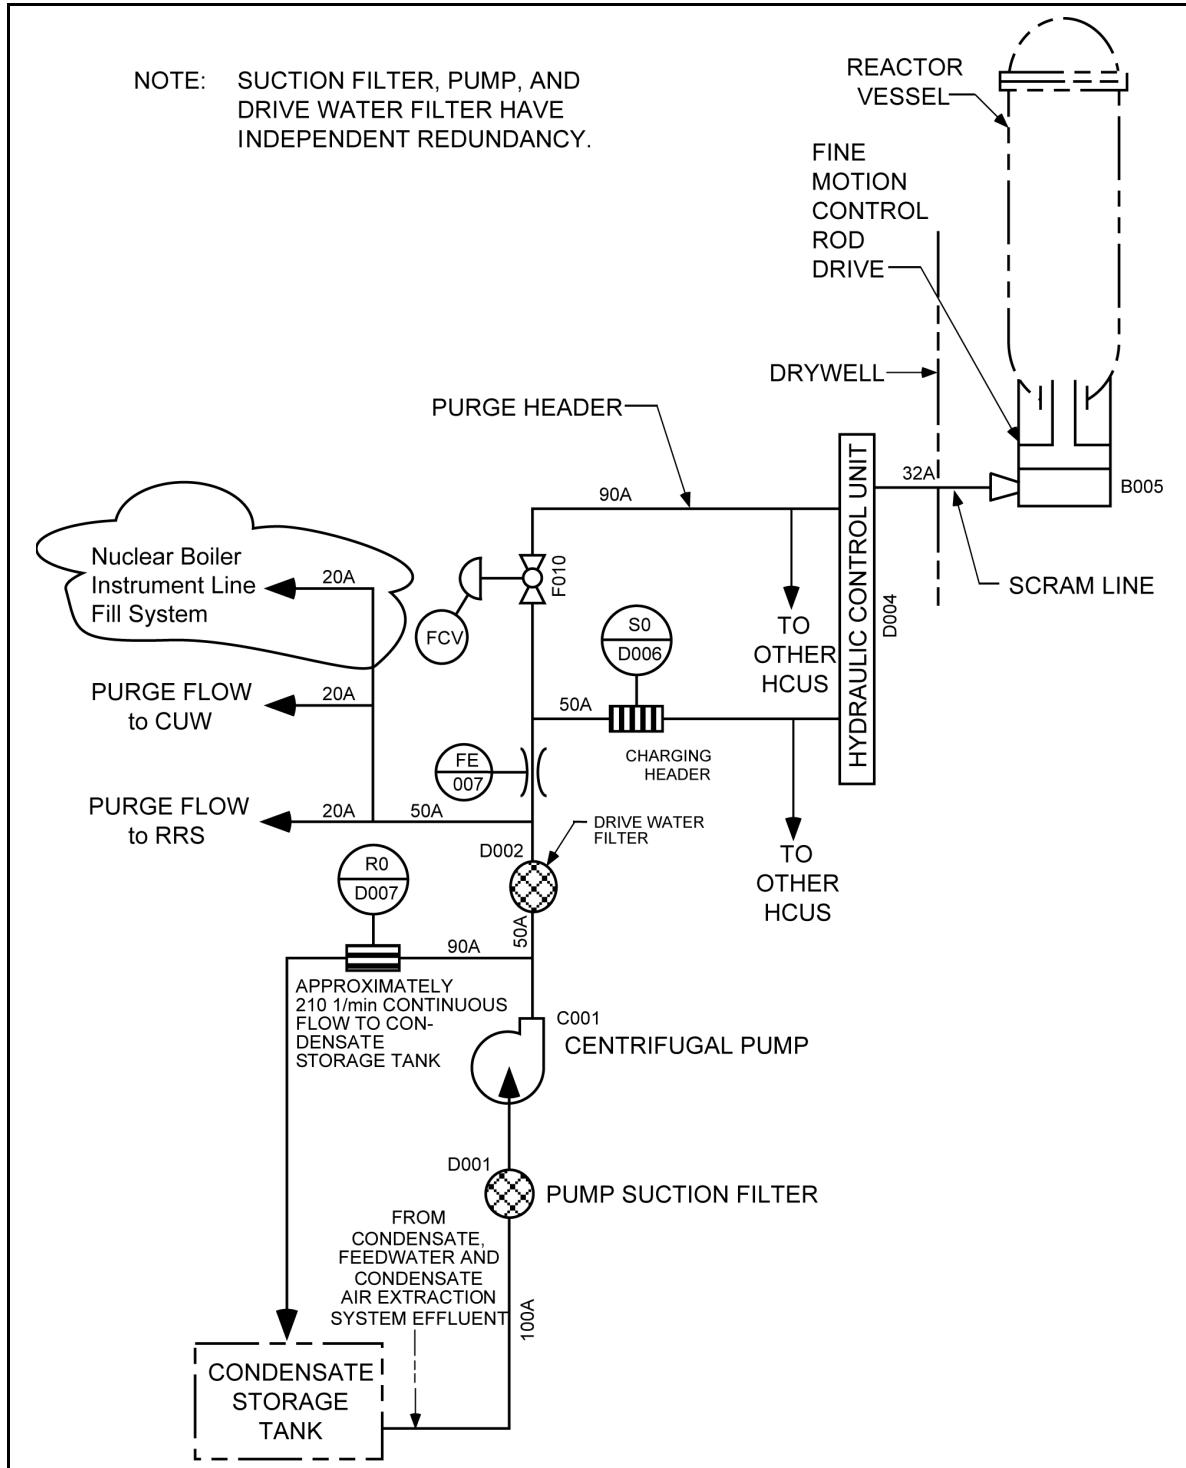 NOTE: SUCTION FILTER, PUMP, AND
DRIVE WATER FILTER HAVE
INDEPENDENT REDUNDANCY.
REACTOR
VESSEL
FINE
MOTION
CONTROL
ROD
DRIVE
DRYWELL
PURGE HEADER
90A
HYDRAULIC CONTROL UNIT
D004
32A
B005
SCRAM LINE
Nuclear Boiler
Instrument Line
Fill System
20A
F010
FCV
S0
D006
TO
OTHER
HCUS
PURGE FLOW
to CUW
20A
50A
CHARGING
HEADER
FE
007
PURGE FLOW
to RRS
20A
50A
DRIVE WATER
FILTER
D002
TO
OTHER
HCUS
R0
D007
50A
90A
APPROXIMATELY
210 1/min CONTINUOUS
FLOW TO CON-
DENSATE
STORAGE TANK
C001
CENTRIFUGAL PUMP
D001
PUMP SUCTION FILTER
FROM
CONDENSATE,
FEEDWATER AND
CONDENSATE
AIR EXTRACTION
SYSTEM EFFLUENT
100A
CONDENSATE
STORAGE
TANK